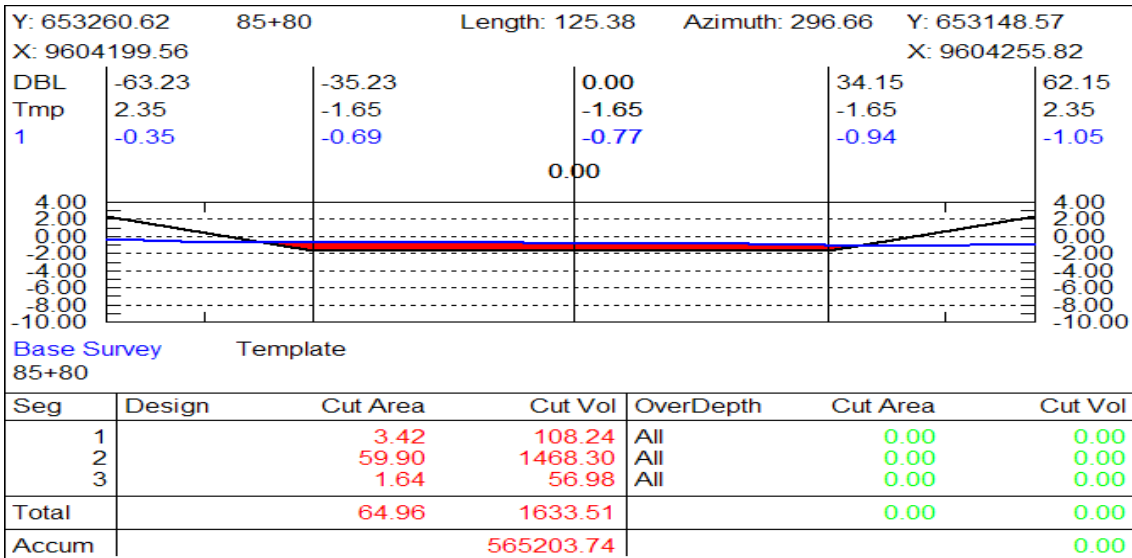 Y: 653260.62 85+80 Length: 125.38 Azimuth: 296.66 Y: 653148.57
X: 9604199.56 X: 9604255.82
DBL -63.23 -35.23 0.00 34.15 62.15
Tmp 2.35 -1.65 -1.65 -1.65 2.35
1 -0.35 -0.69 -0.77 -0.94 -1.05
0.00
4.00 4.00
2.00 2.00
0.00 0.00
-2.00 -2.00
-4.00 -4.00
-6.00 -6.00
-8.00 -8.00
-10.00 -10.00
Base Survey Template
85+80
Seg Design Cut Area Cut Vol OverDepth Cut Area Cut Vol
1 3.42 108.24 All 0.00 0.00
2 59.90 1468.30 All 0.00 0.00
3 1.64 56.98 All 0.00 0.00
Total 64.96 1633.51 0.00 0.00
Accum 565203.74 0.00